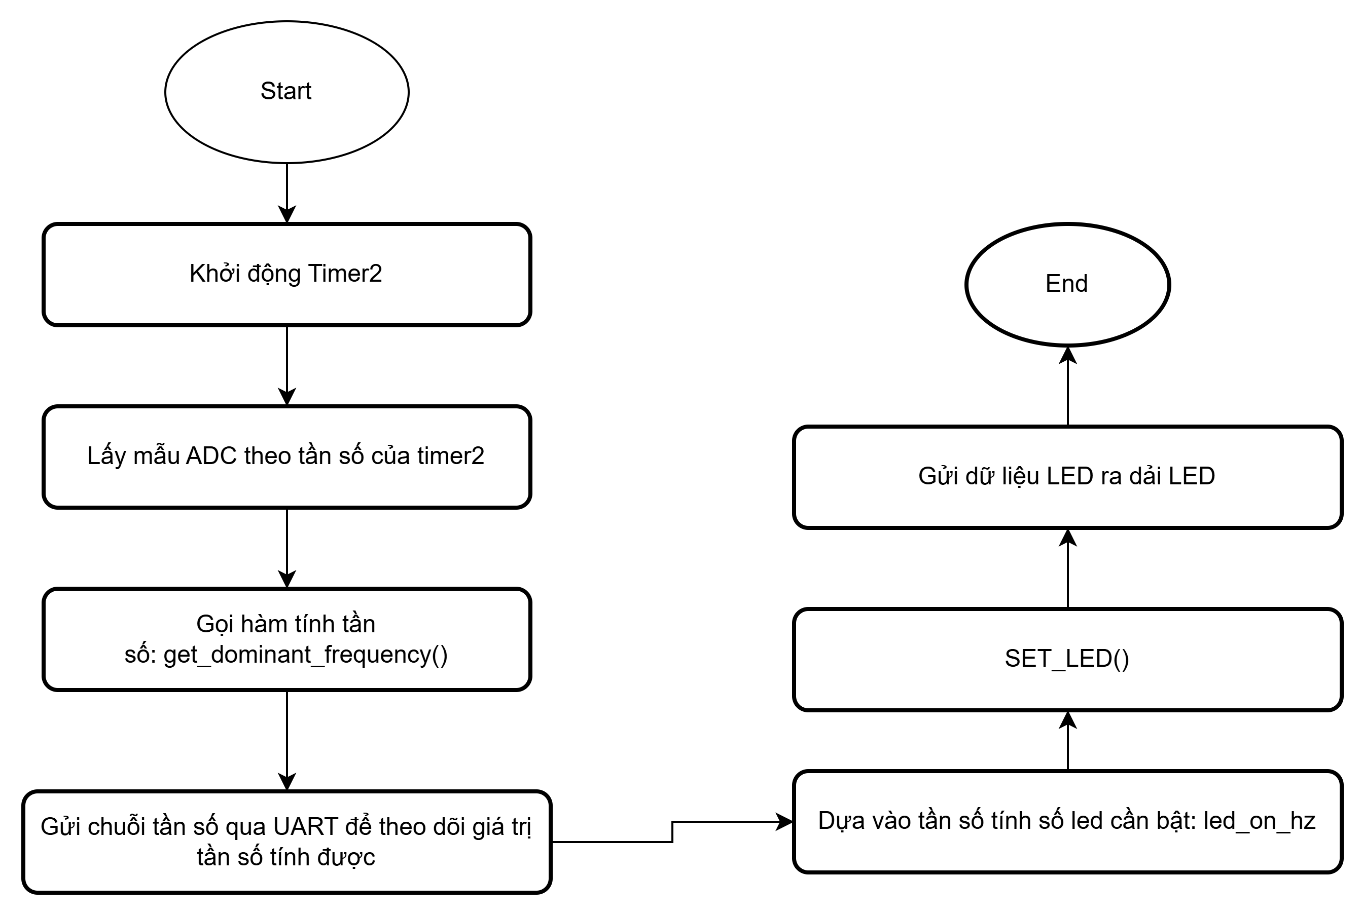 Start
Khởi động Timer2
Lấy mẫu ADC theo tần số của timer2
Gọi hàm tính tần
số: get_dominant_frequency()
Gửi chuỗi tần số qua UART để theo dõi giá trị
tần số tính được
End
Gửi dữ liệu LED ra dải LED
SET_LED()
Dựa vào tần số tính số led cần bật: led_on_hz